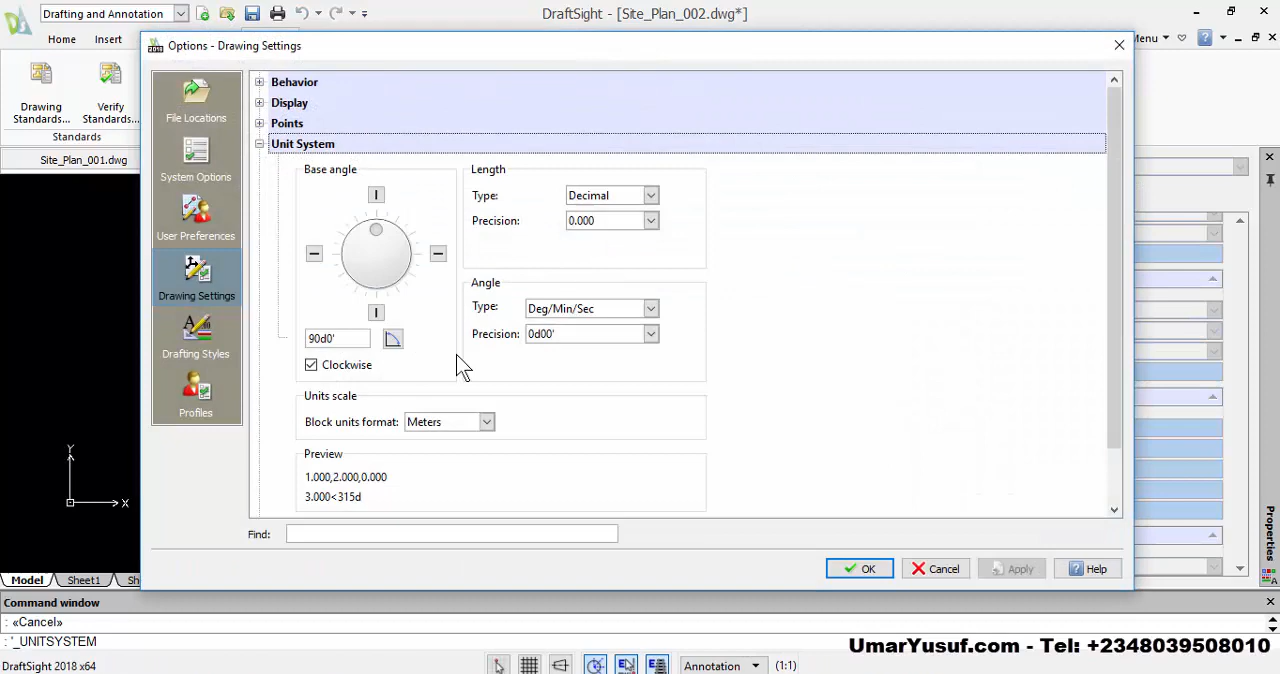 Drafting and Annotation
DraftSight - [Site_Plan_002.dwg*]
Home
Insert
Menu
Options - Drawing Settings
Drawing
Standards...
Verify
Standards...
Standards
Site_Plan_001.dwg
File Locations
System Options
User Preferences
Drawing Settings
Drafting Styles
Profiles
Behavior
Display
Points
Unit System
Base angle
90d0'
Clockwise
Length
Type:
Decimal
Precision:
0.000
Angle
Type:
Deg/Min/Sec
Precision:
0d00'
Units scale
Block units format:
Meters
Preview
1.000,2.000,0.000
3.000<315d
Find:
OK
Cancel
Apply
Help
Properties
Y
X
Model
Sheet1
Sh
Command window
: «Cancel»
: '_UNITSYSTEM
UmarYusuf.com - Tel: +2348039508010
DraftSight 2018 x64
Annotation
(1:1)